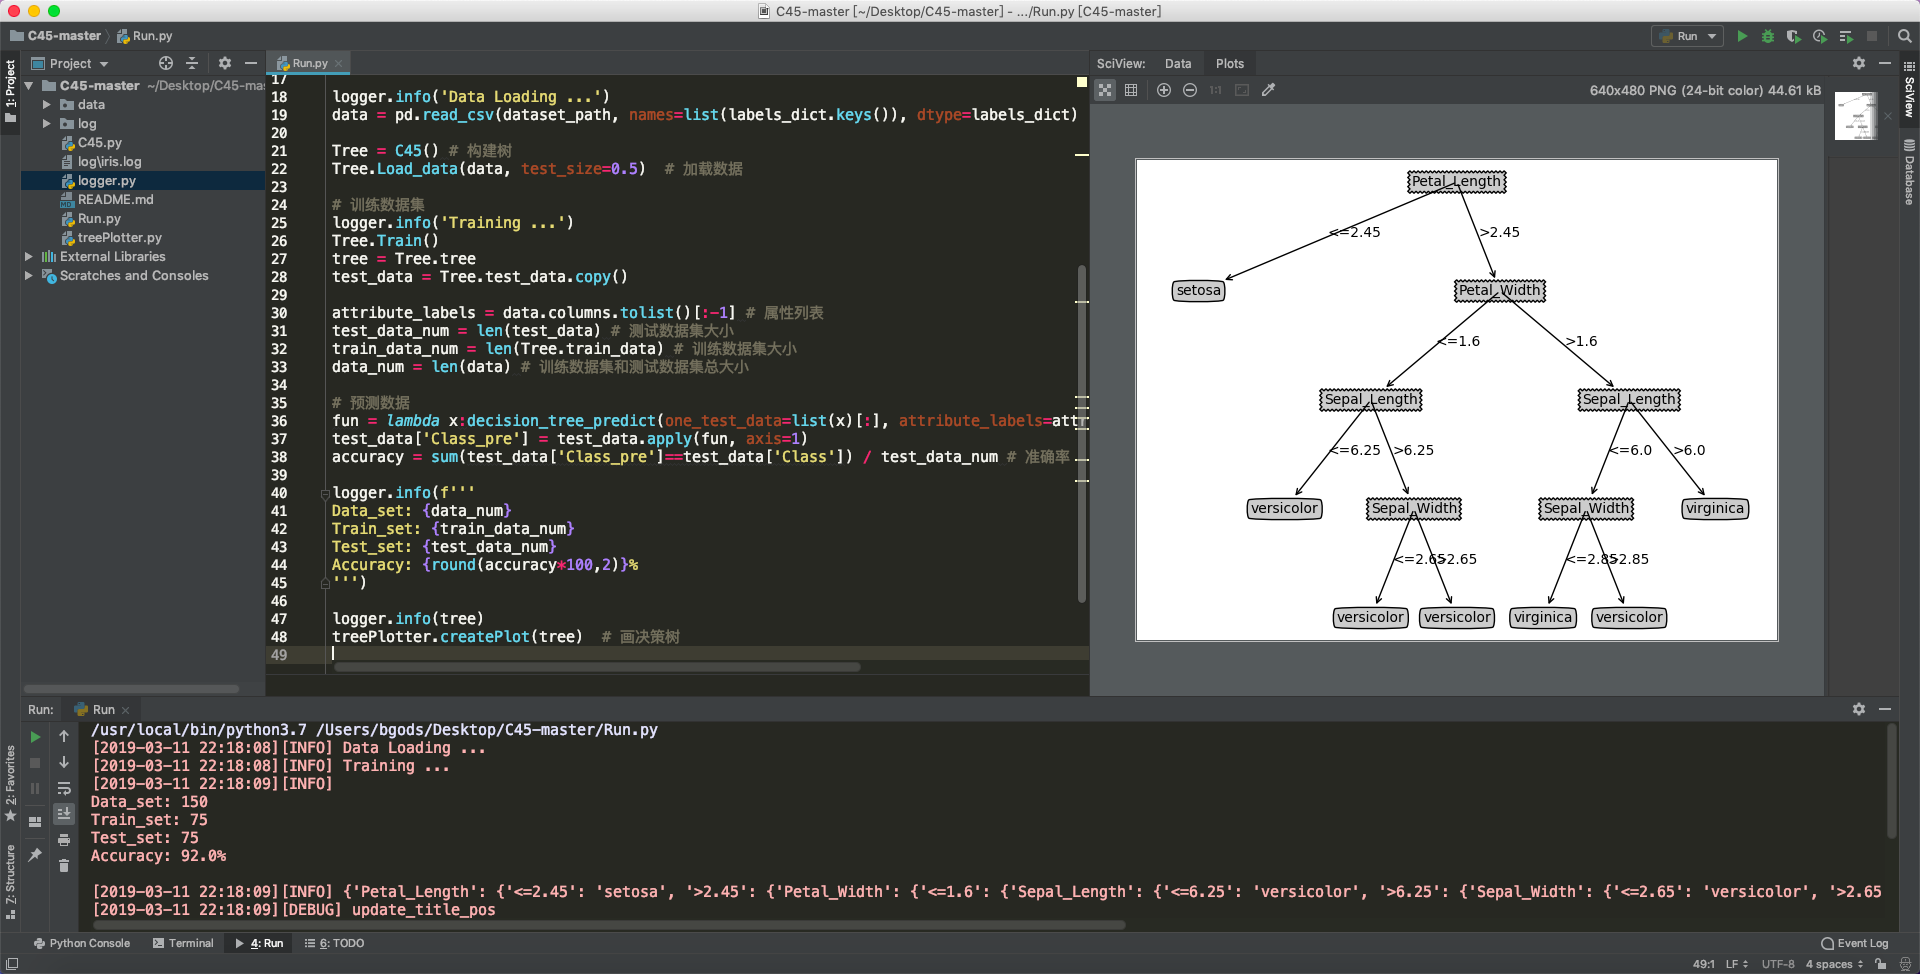 C45-master [~/Desktop/C45-master] - .../Run.py [C45-master]
C45-master Run.py
Run
1: Project
Project
C45-master ~/Desktop/C45-mas
data
log
C45.py
log\iris.log
logger.py
README.md
Run.py
treePlotter.py
External Libraries
Scratches and Consoles
Run.py
17
18 logger.info('Data Loading ...')
19 data = pd.read_csv(dataset_path, names=list(labels_dict.keys()), dtype=labels_dict)
20
21 Tree = C45() # 构建树
22 Tree.Load_data(data, test_size=0.5) # 加载数据
23
24 # 训练数据集
25 logger.info('Training ...')
26 Tree.Train()
27 tree = Tree.tree
28 test_data = Tree.test_data.copy()
29
30 attribute_labels = data.columns.tolist()[:-1] # 属性列表
31 test_data_num = len(test_data) # 测试数据集大小
32 train_data_num = len(Tree.train_data) # 训练数据集大小
33 data_num = len(data) # 训练数据集和测试数据集总大小
34
35 # 预测数据
36 fun = lambda x:decision_tree_predict(one_test_data=list(x)[:], attribute_labels=attr
37 test_data['Class_pre'] = test_data.apply(fun, axis=1)
38 accuracy = sum(test_data['Class_pre']==test_data['Class']) / test_data_num # 准确率
39
40 logger.info(f'''
41 Data_set: {data_num}
42 Train_set: {train_data_num}
43 Test_set: {test_data_num}
44 Accuracy: {round(accuracy*100,2)}%
45 ''')
46
47 logger.info(tree)
48 treePlotter.createPlot(tree) # 画决策树
49
SciView: Data Plots
1:1
640x480 PNG (24-bit color) 44.61 kB
SciView
Database
Petal_Length
<=2.45 >2.45
setosa Petal_Width
<=1.6 >1.6
Sepal_Length Sepal_Length
<=6.25 >6.25 <=6.0 >6.0
versicolor Sepal_Width Sepal_Width virginica
<=2.65 >2.65 <=2.85 >2.85
versicolor versicolor virginica versicolor
Run: Run
/usr/local/bin/python3.7 /Users/bgods/Desktop/C45-master/Run.py
[2019-03-11 22:18:08][INFO] Data Loading ...
[2019-03-11 22:18:08][INFO] Training ...
[2019-03-11 22:18:09][INFO]
Data_set: 150
Train_set: 75
Test_set: 75
Accuracy: 92.0%
[2019-03-11 22:18:09][INFO] {'Petal_Length': {'<=2.45': 'setosa', '>2.45': {'Petal_Width': {'<=1.6': {'Sepal_Length': {'<=6.25': 'versicolor', '>6.25': {'Sepal_Width': {'<=2.65': 'versicolor', '>2.65
[2019-03-11 22:18:09][DEBUG] update_title_pos
2: Favorites
Z: Structure
Python Console Terminal 4: Run 6: TODO
Event Log
49:1 LF UTF-8 4 spaces